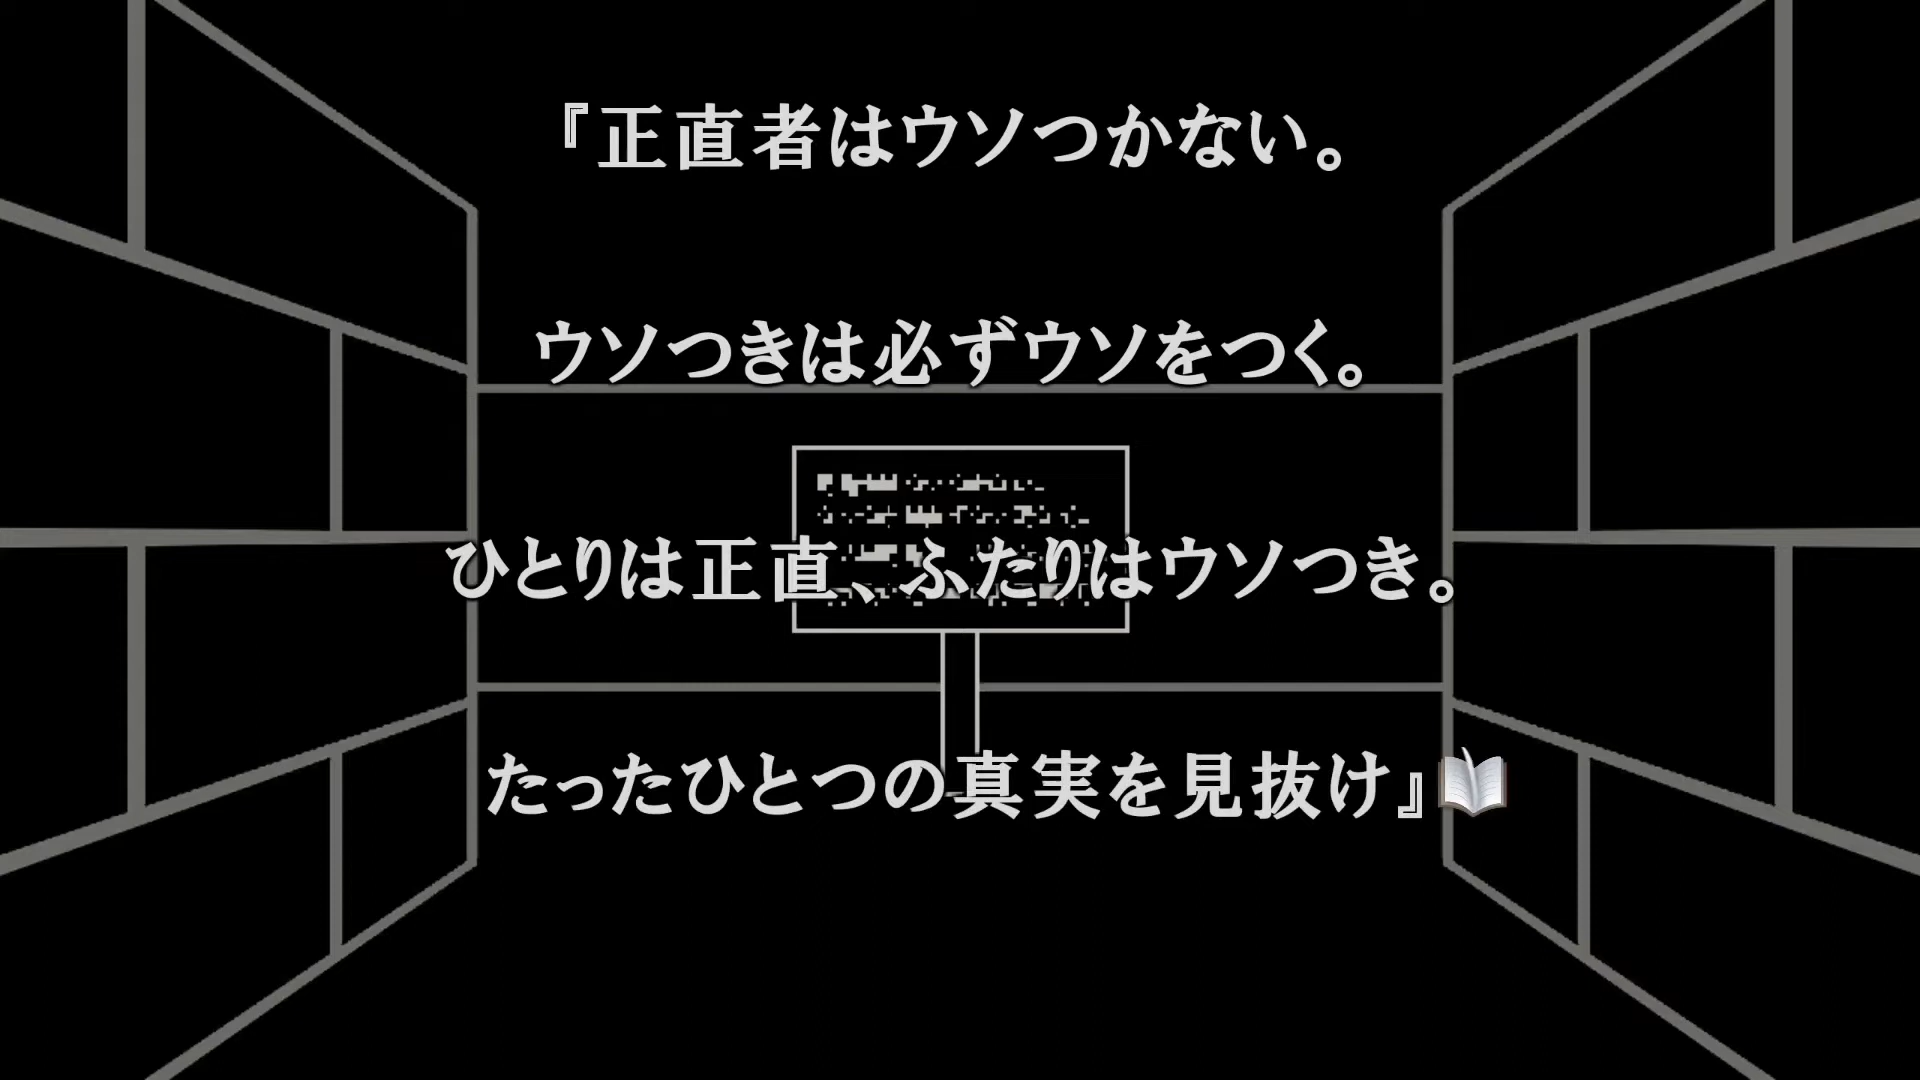 『正直者はウソつかない。
ウソつきは必ずウソをつく。
ひとりは正直、ふたりはウソつき。
たったひとつの真実を見抜け』